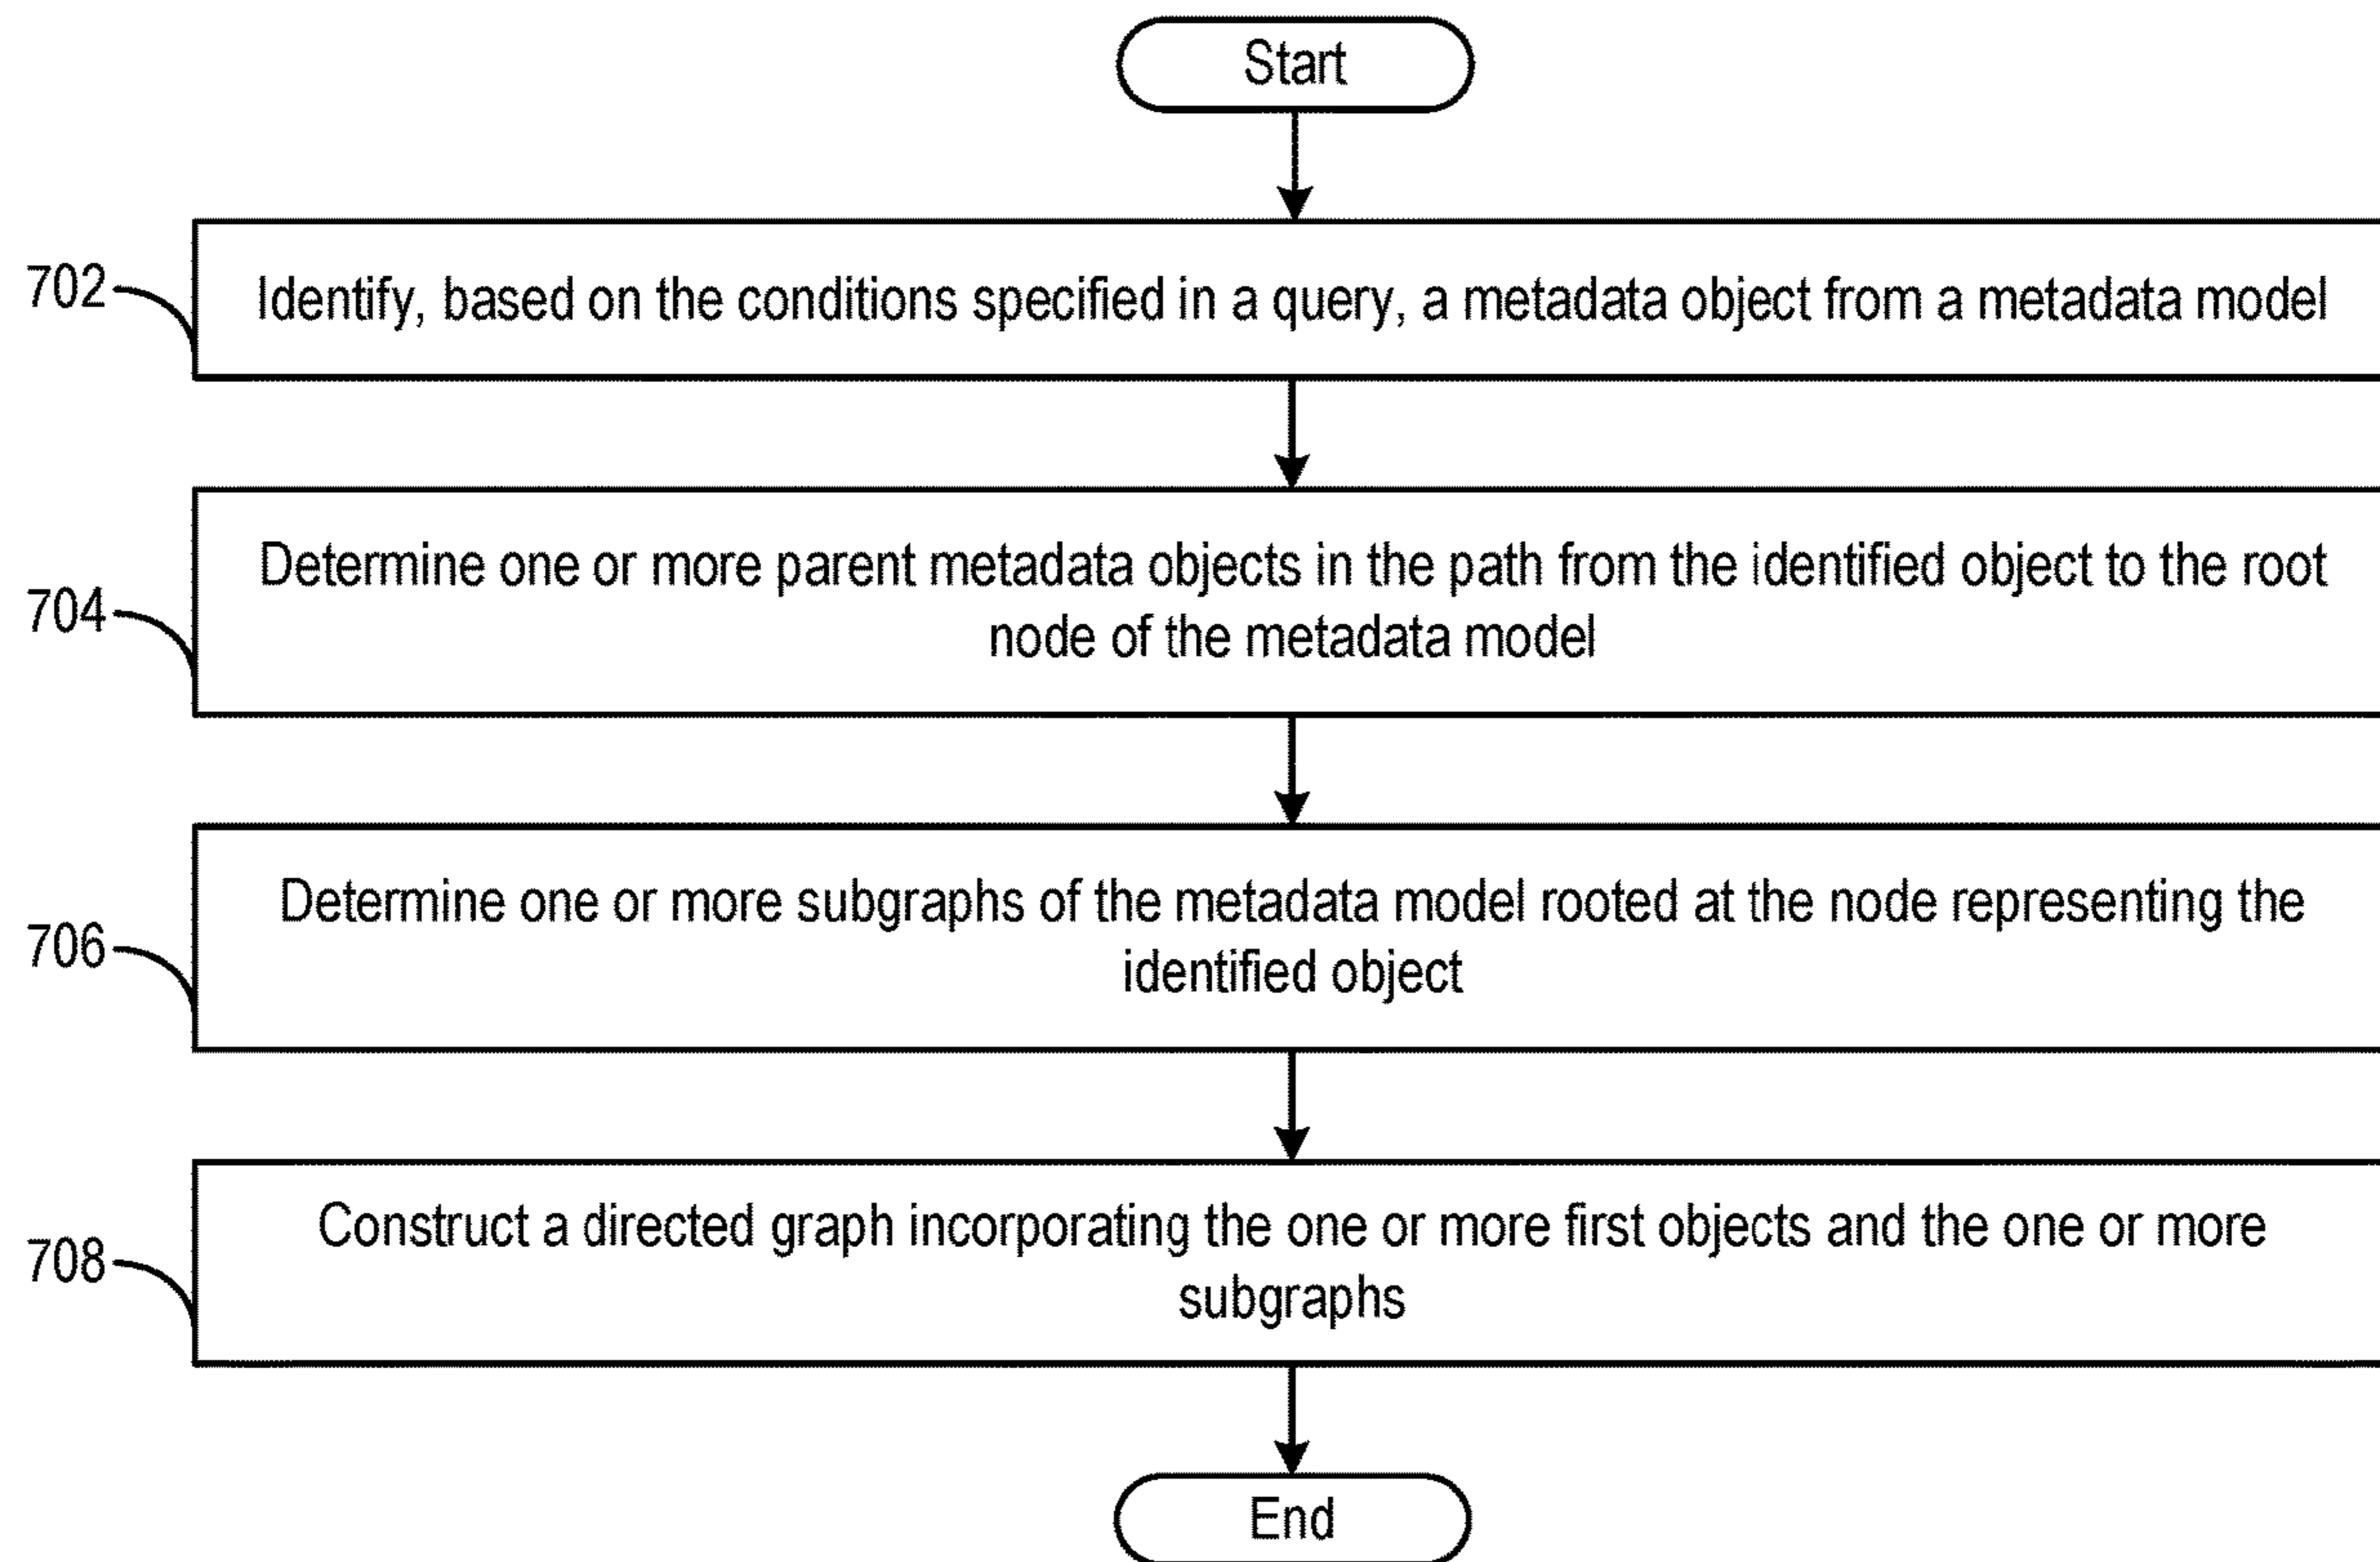 Start
702
Identify, based on the conditions specified in a query, a metadata object from a metadata model
704
Determine one or more parent metadata objects in the path from the identified object to the root
node of the metadata model
706
Determine one or more subgraphs of the metadata model rooted at the node representing the
identified object
708
Construct a directed graph incorporating the one or more first objects and the one or more
subgraphs
End